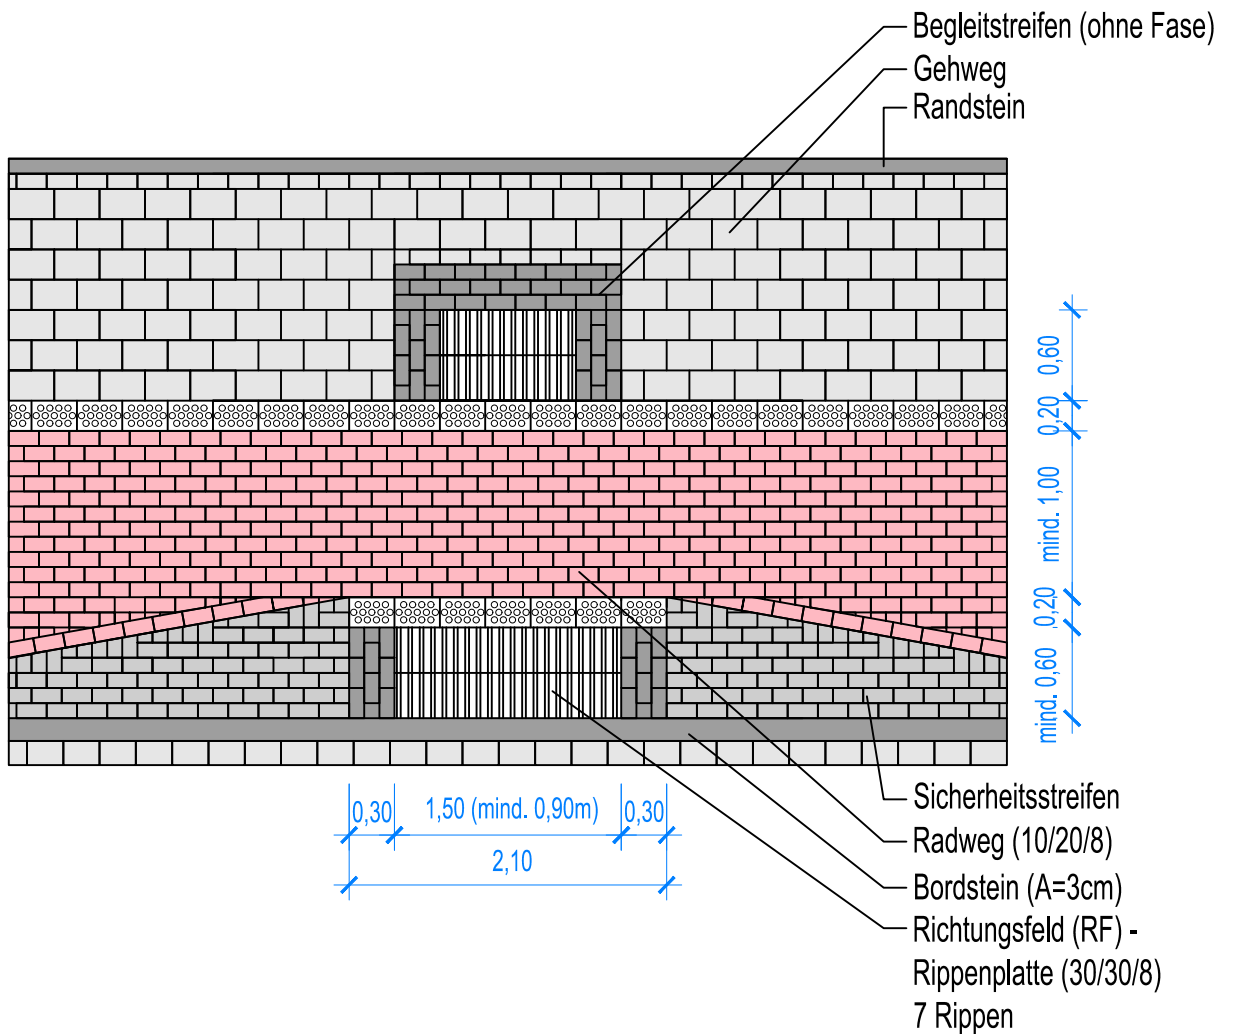 Begleitstreifen (ohne Fase)
Gehweg
Randstein
0,60
0,20
mind. 1,00
0,20
mind. 0,60
0,30
1,50 (mind. 0,90m)
0,30
2,10
Sicherheitsstreifen
Radweg (10/20/8)
Bordstein (A=3cm)
Richtungsfeld (RF) -
Rippenplatte (30/30/8)
7 Rippen